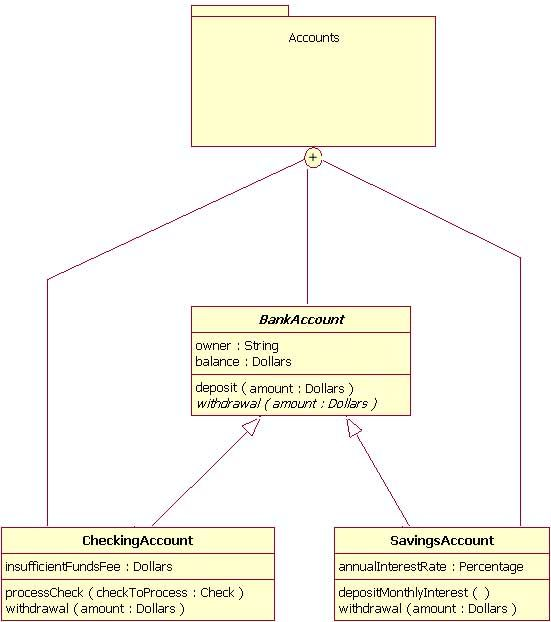 Accounts
+
BankAccount
owner : String
balance : Dollars
deposit ( amount : Dollars )
withdrawal ( amount : Dollars )
CheckingAccount
insufficientFundsFee : Dollars
processCheck ( checkToProcess : Check )
withdrawal ( amount : Dollars )
SavingsAccount
annualInterestRate : Percentage
depositMonthlyInterest (  )
withdrawal ( amount : Dollars )